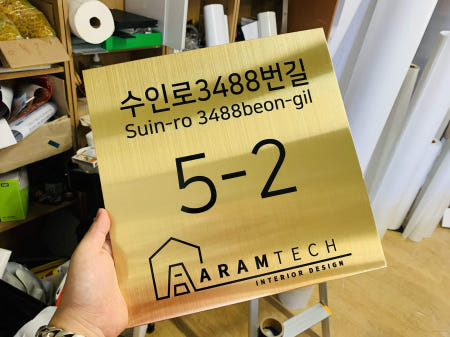 수인로3488번길
Suin-ro 3488beon-gil
5-2
ARAMTECH
INTERIOR DESIGN